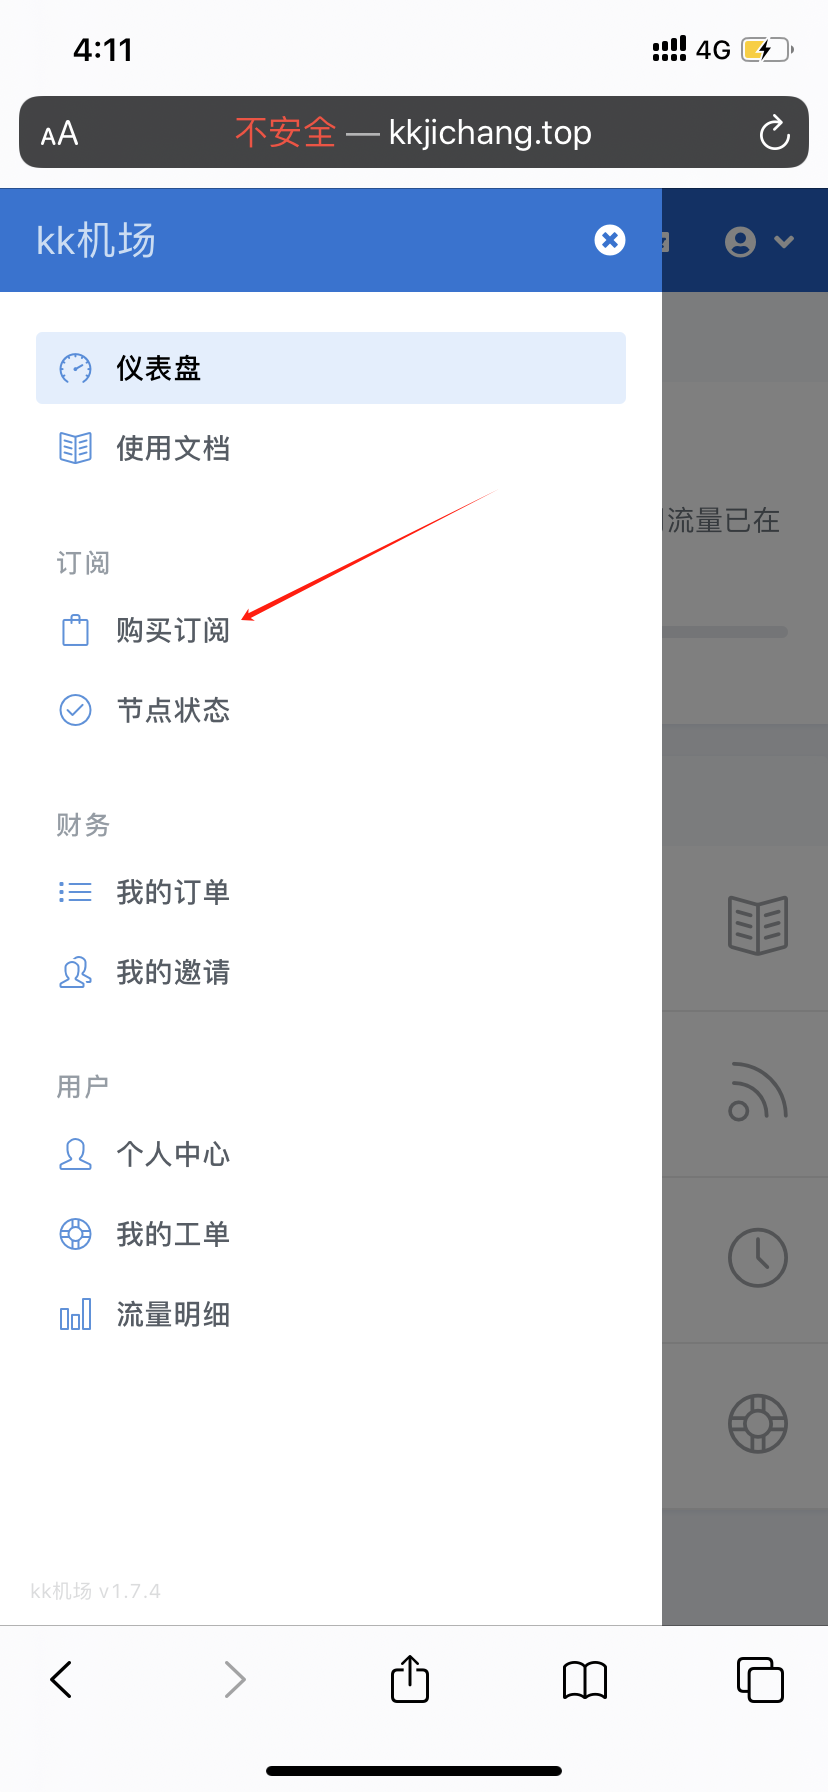 4:11
4G
AA
不安全 — kkjichang.top
kk机场
仪表盘
使用文档
流量已在
订阅
购买订阅
节点状态
财务
我的订单
我的邀请
用户
个人中心
我的工单
流量明细
kk机场 v1.7.4